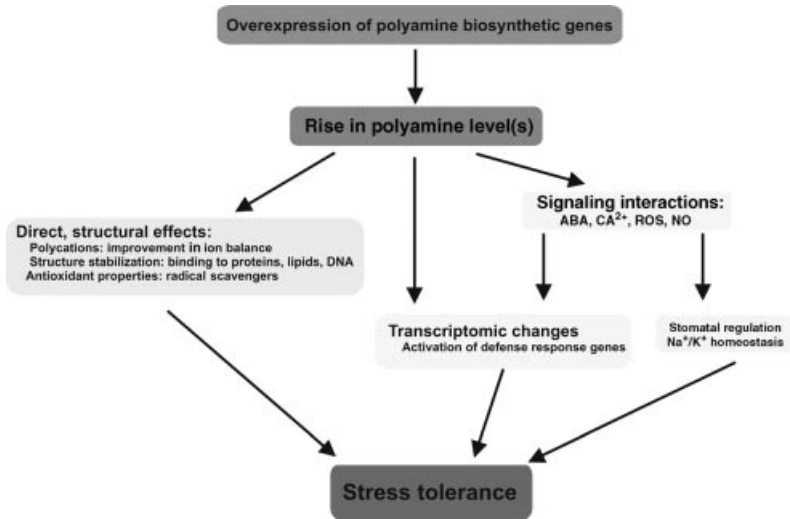 Overexpression of polyamine biosynthetic genes
Rise in polyamine level(s)
Direct, structural effects:
Polycations: improvement in ion balance
Structure stabilization: binding to proteins, lipids, DNA
Antioxidant properties: radical scavengers
Signaling interactions:
ABA, CA²⁺, ROS, NO
Transcriptomic changes
Activation of defense response genes
Stomatal regulation
Na⁺/K⁺ homeostasis
Stress tolerance